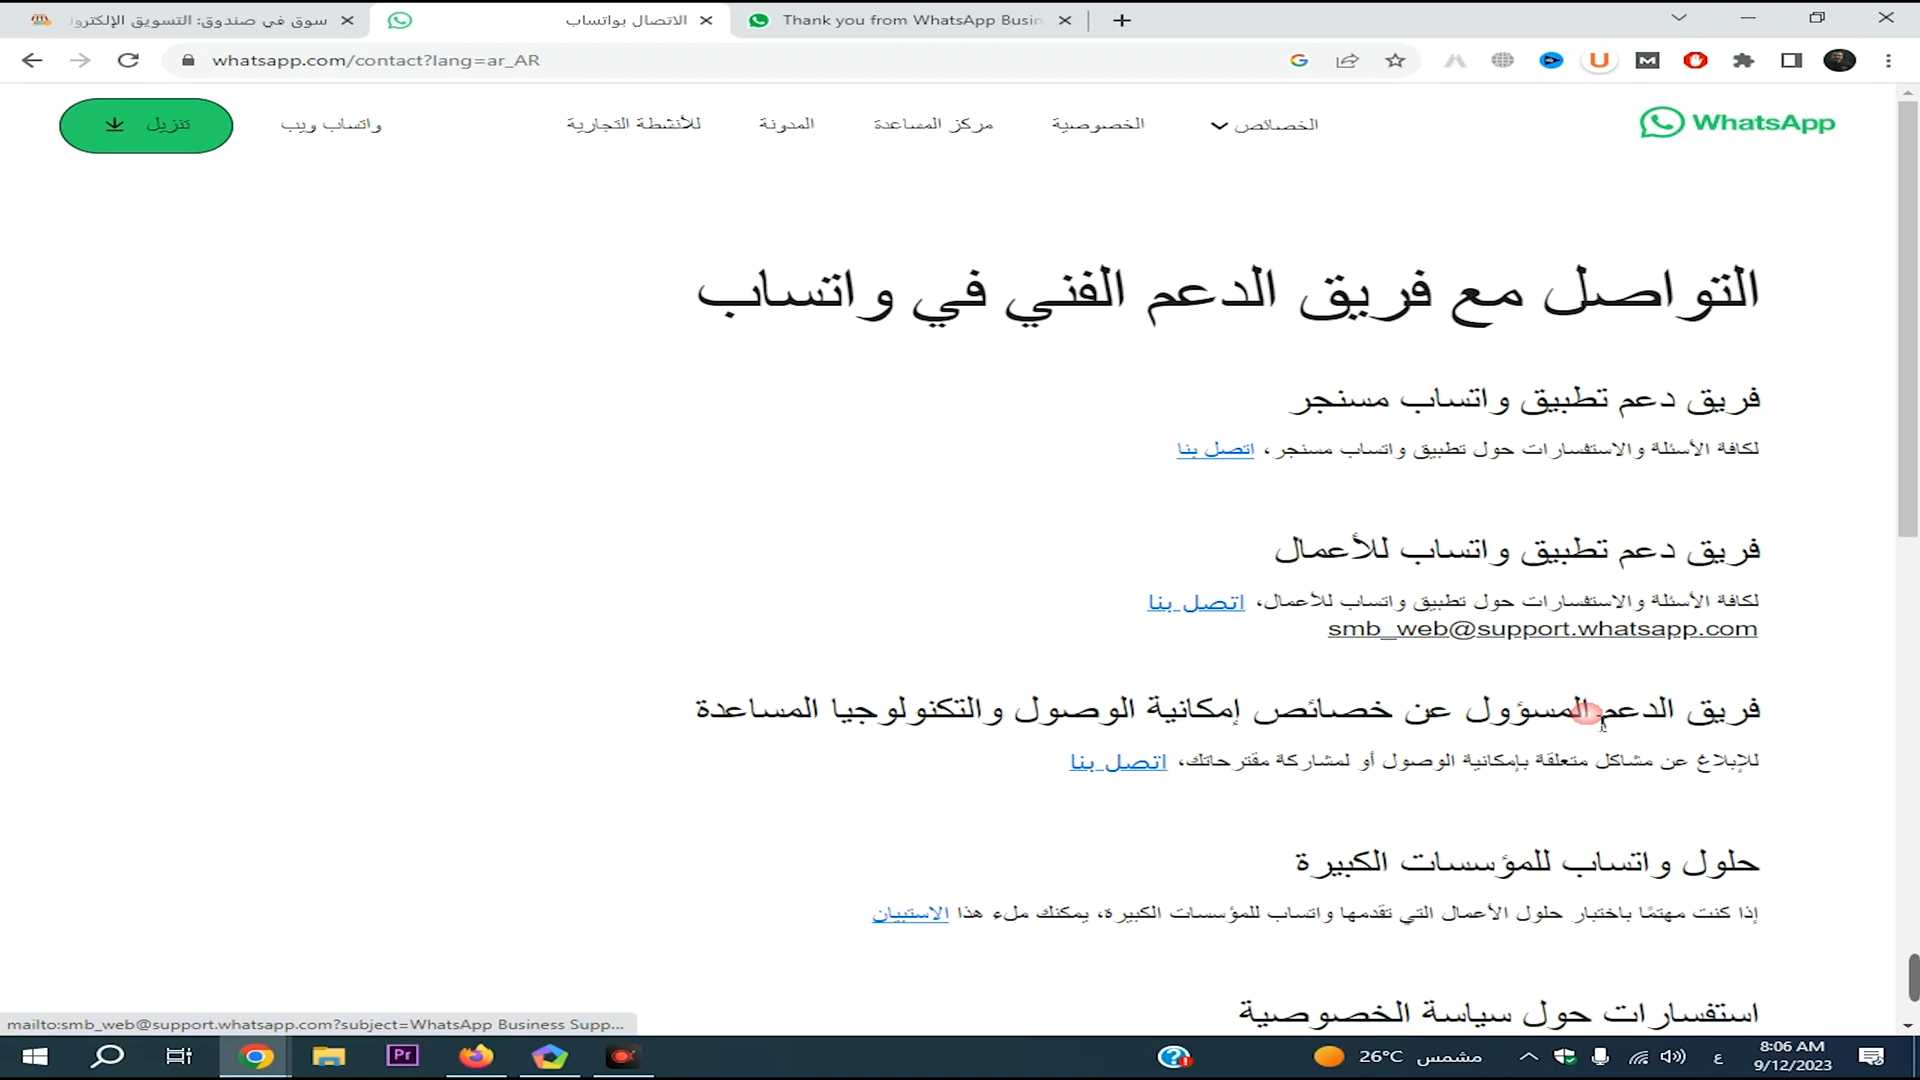 سوق في صندوق: التسويق الإلكترو
الاتصال بواتساب
Thank you from WhatsApp Busin
whatsapp.com/contact?lang=ar_AR
WhatsApp
الخصائص
الخصوصية
مركز المساعدة
المدونة
للأنشطة التجارية
واتساب ويب
تنزيل
التواصل مع فريق الدعم الفني في واتساب
فريق دعم تطبيق واتساب مسنجر
لكافة الأسئلة والاستفسارات حول تطبيق واتساب مسنجر، اتصل بنا
فريق دعم تطبيق واتساب للأعمال
لكافة الأسئلة والاستفسارات حول تطبيق واتساب للأعمال، اتصل بنا
smb_web@support.whatsapp.com
فريق الدعم المسؤول عن خصائص إمكانية الوصول والتكنولوجيا المساعدة
للإبلاغ عن مشاكل متعلقة بإمكانية الوصول أو لمشاركة مقترحاتك، اتصل بنا
حلول واتساب للمؤسسات الكبيرة
إذا كنت مهتمًا باختبار حلول الأعمال التي تقدمها واتساب للمؤسسات الكبيرة، يمكنك ملء هذا الاستبيان
استفسارات حول سياسة الخصوصية
mailto:smb_web@support.whatsapp.com?subject=WhatsApp Business Supp...
Pr
26°C مشمس
ع
8:06 AM
9/12/2023